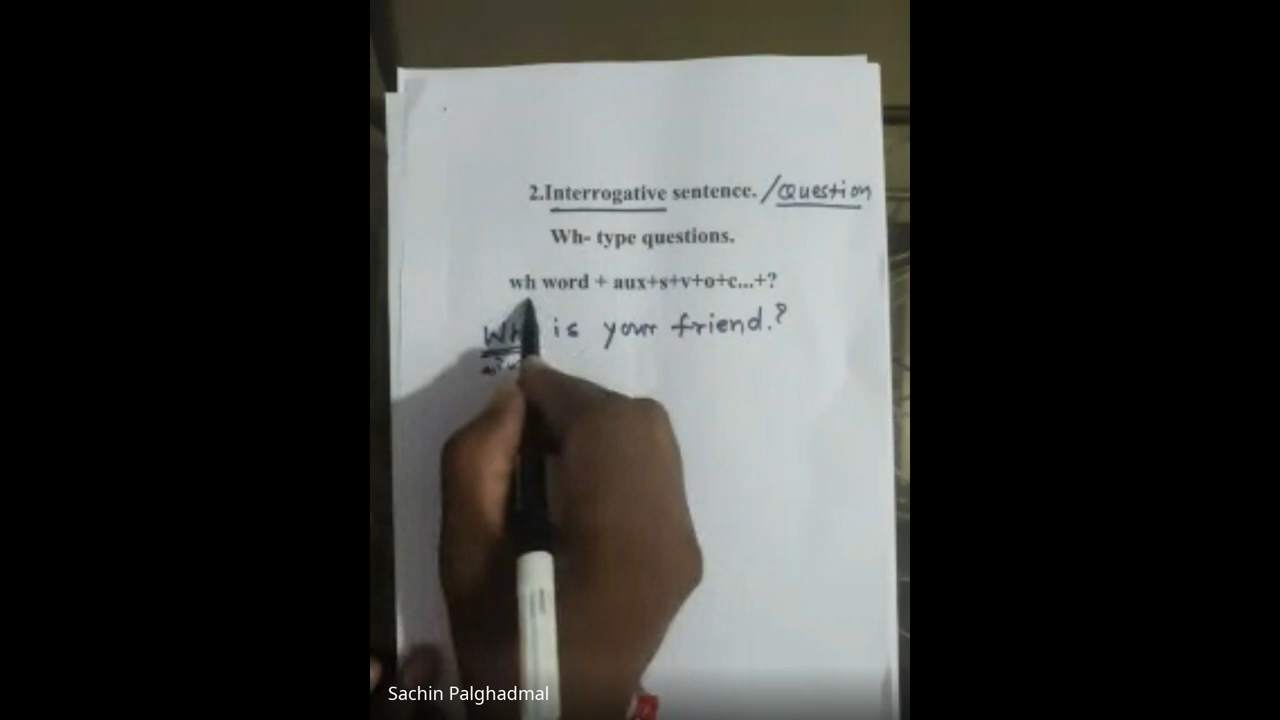 2.Interrogative sentence. /Question
Wh- type questions.
wh word + aux+s+v+o+c...+?
is your friend.?
Sachin Palghadmal